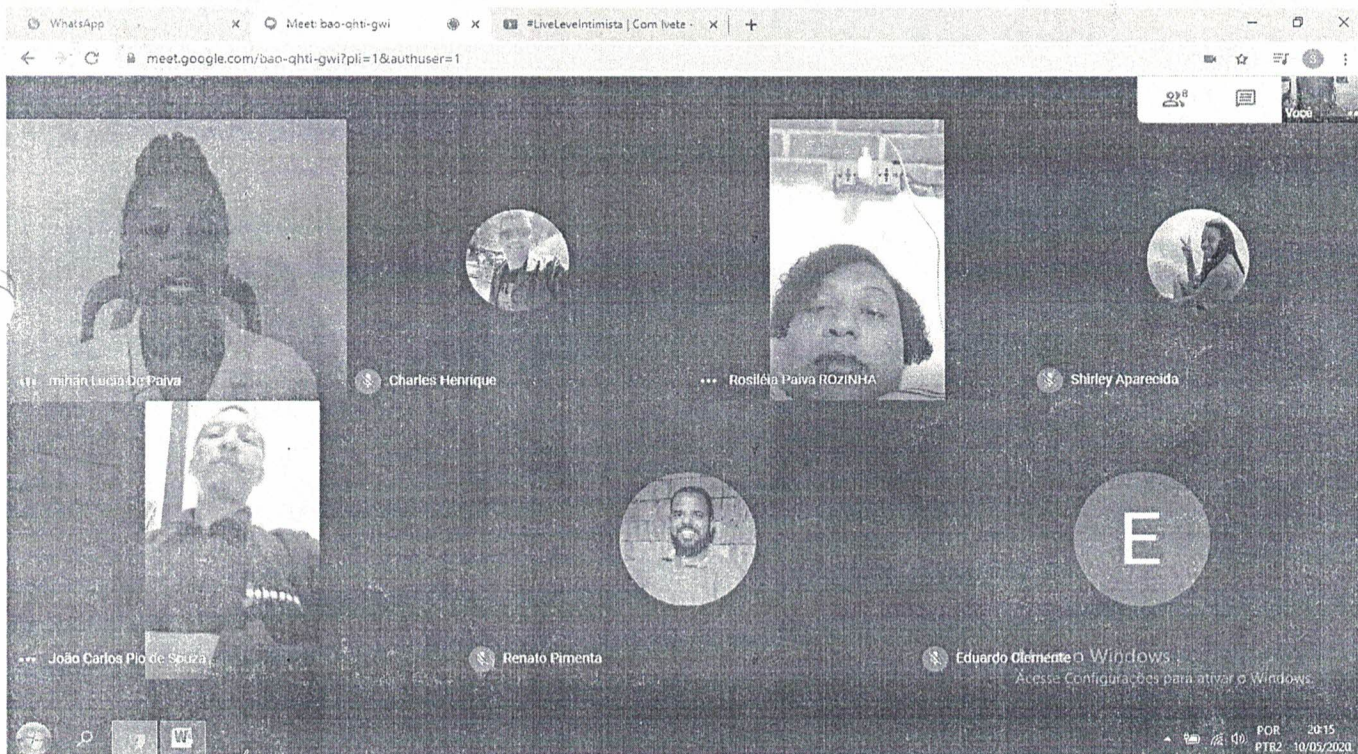 WhatsApp
Meet: bao-qhti-gwi
#LiveLeveIntimista | Com Ivete -
meet.google.com/bao-qhti-gwi?pli=1&authuser=1
8
Você
Lucia De Paiva
Charles Henrique
Rosiléia Paiva ROZINHA
Shirley Aparecida
E
João Carlos Pio de Souza
Renato Pimenta
Eduardo Clemente
o Windows
Acesse Configurações para ativar o Windows.
W
POR
20:15
PTB2
10/05/2020